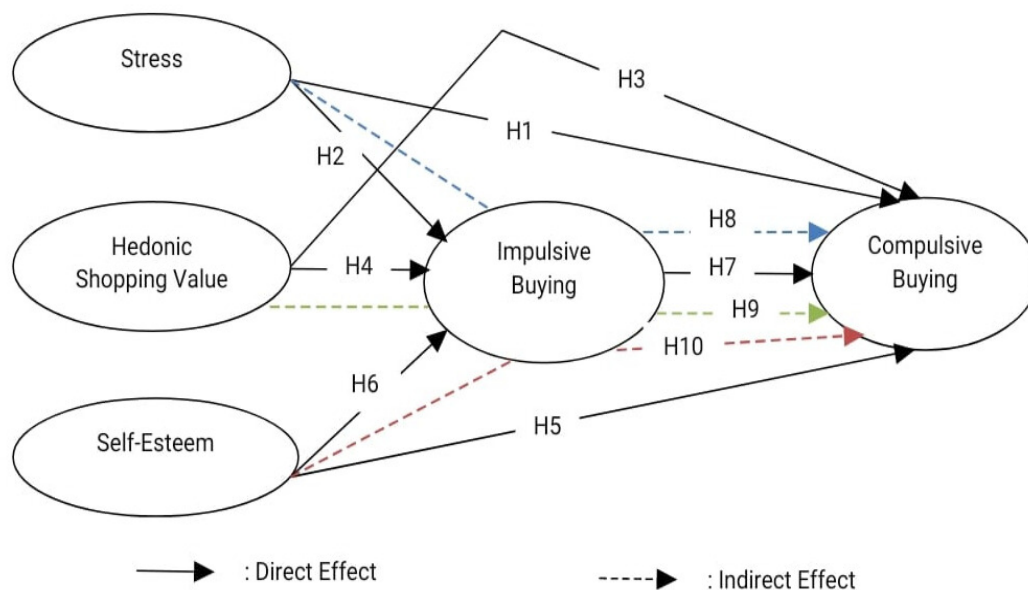 Stress
H3
H1
H2
Hedonic
Shopping Value
H4
Impulsive
Buying
H8
H7
H9
H10
Compulsive
Buying
H6
Self-Esteem
H5
: Direct Effect
: Indirect Effect